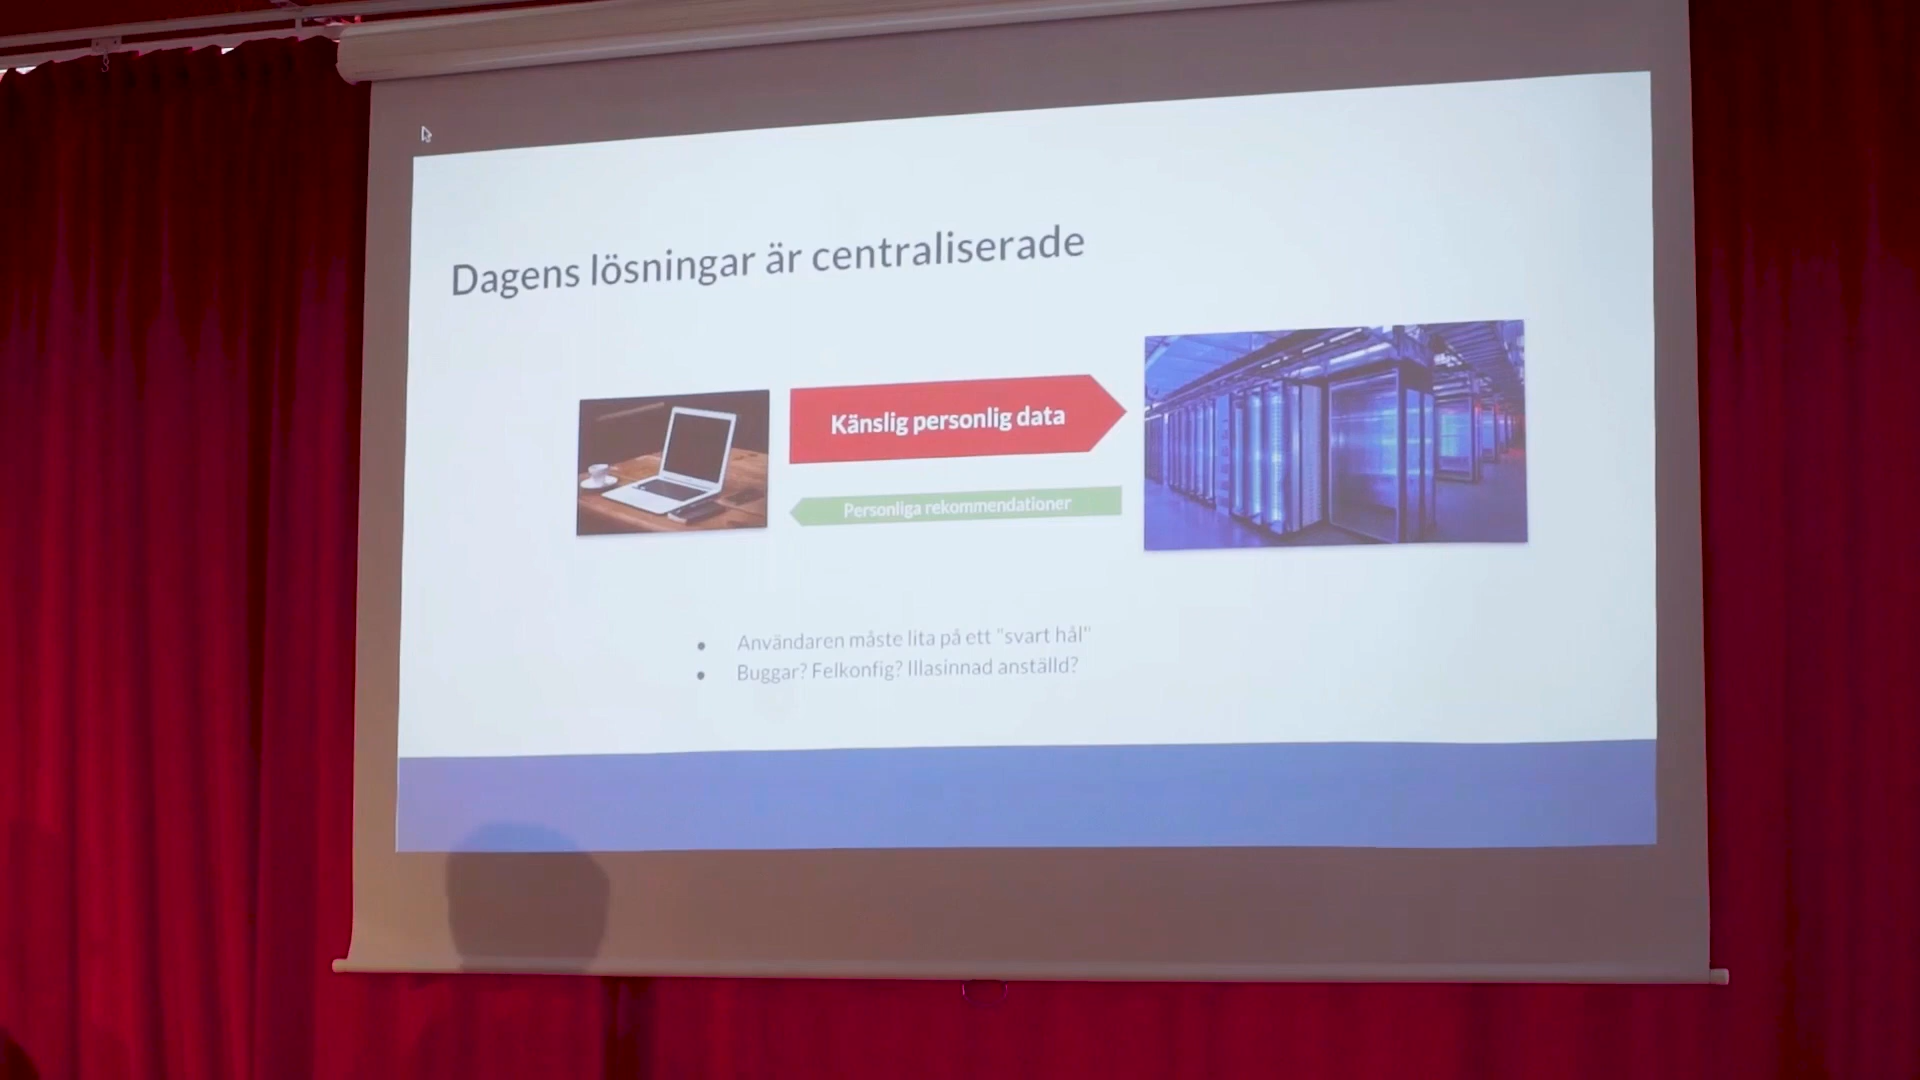 Dagens lösningar är centraliserade
Känslig personlig data
Personliga rekommendationer
● Användaren måste lita på ett "svart hål"
● Buggar? Felkonfig? Illasinnad anställd?